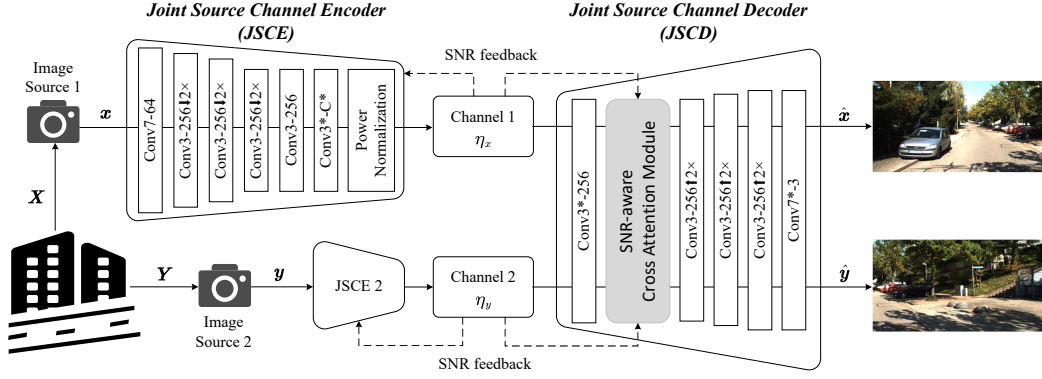 Joint Source Channel Encoder
(JSCE)
Joint Source Channel Decoder
(JSCD)
SNR feedback
Image
Source 1
x
Conv7-64
Conv3-256⬇2×
Conv3-256⬇2×
Conv3-256⬇2×
Conv3-256
Conv3*-C*
Power
Normalization
Channel 1
η_x
Conv3*-256
SNR-aware
Cross Attention Module
Conv3-256⬆2×
Conv3-256⬆2×
Conv3-256⬆2×
Conv7*-3
x̂
X
Y
Image
Source 2
y
JSCE 2
Channel 2
η_y
ŷ
SNR feedback